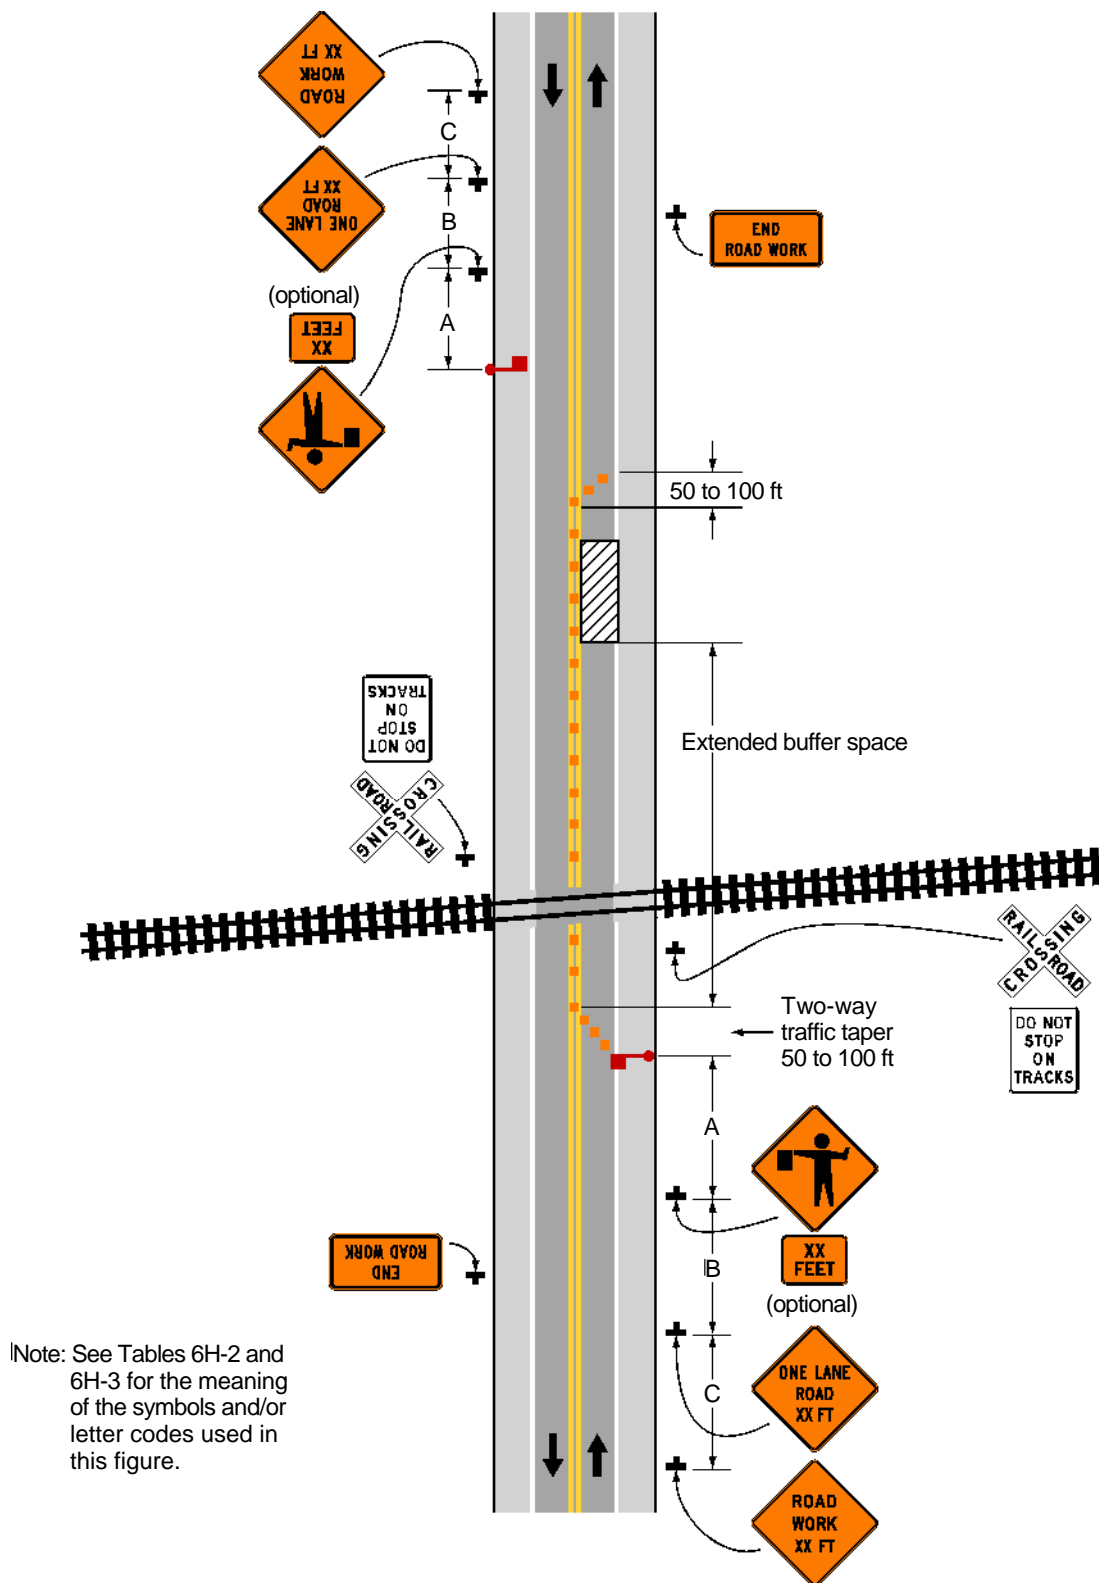 ROAD
WORK
XX FT
C
ONE LANE
ROAD
XX FT
B
END
ROAD WORK
(optional)
XX
FEET
A
50 to 100 ft
DO NOT
STOP
ON
TRACKS
Extended buffer space
RAILROAD
CROSSING
RAILROAD
CROSSING
Two-way
traffic taper
50 to 100 ft
DO NOT
STOP
ON
TRACKS
A
END
ROAD WORK
B
XX
FEET
(optional)
Note: See Tables 6H-2 and
6H-3 for the meaning
of the symbols and/or
letter codes used in
this figure.
C
ONE LANE
ROAD
XX FT
ROAD
WORK
XX FT